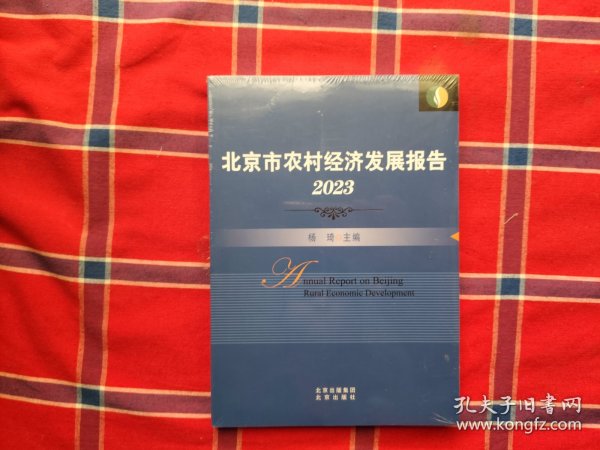 北京市农村经济发展报告
2023
杨 琦 主编
Annual Report on Beijing
Rural Economic Development
北京出版集团
北京出版社
孔夫子旧书网
www.kongfz.com